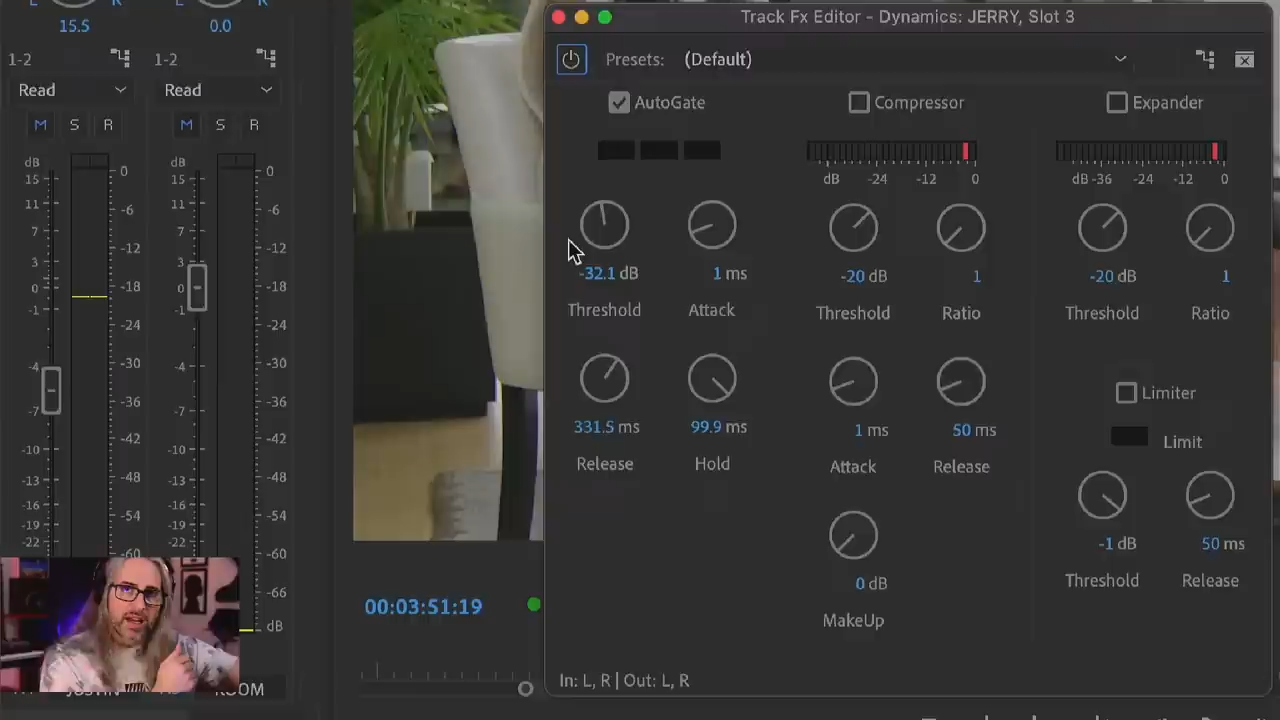 L R L R
15.5 0.0
1-2 1-2
Read Read
M S R M S R
dB 0 dB 0
15 15
11 -6 11 -6
7 -12 7 -12
3 3
0 -18 0 -18
-1 -1
-24 -24
-30 -30
-4 -4
-36 -36
-7 -42 -7 -42
-10 -48 -10 -48
-13 -13
-16 -54 -16 -54
-19 -19
-22 -60 -22 -60
-66
dB
JUSTIN ROOM
00:03:51:19
Track Fx Editor - Dynamics: JERRY, Slot 3
Presets: (Default)
AutoGate Compressor Expander
dB -24 -12 0 dB -36 -24 -12 0
-32.1 dB 1 ms -20 dB 1 -20 dB 1
Threshold Attack Threshold Ratio Threshold Ratio
Limiter
331.5 ms 99.9 ms 1 ms 50 ms Limit
Release Hold Attack Release
-1 dB 50 ms
0 dB Threshold Release
MakeUp
In: L, R | Out: L, R